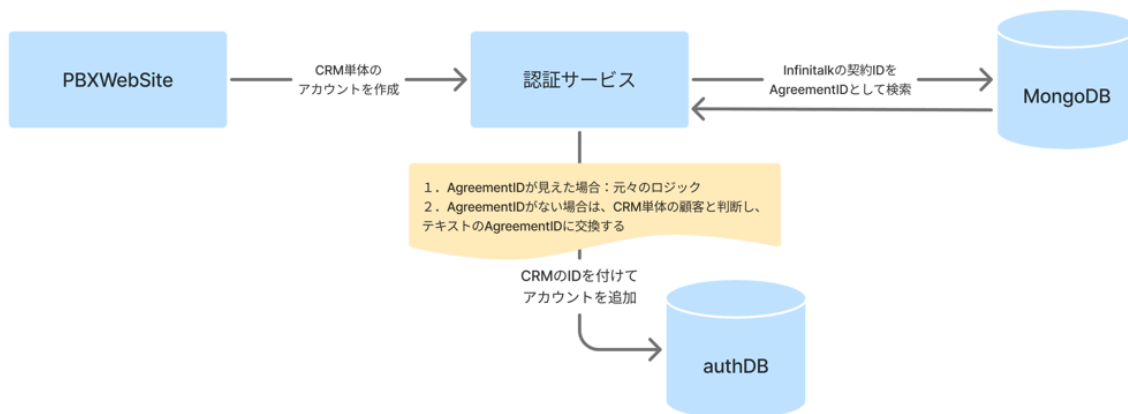 PBXWebSite
CRM単体の
アカウントを作成
認証サービス
Infinitalkの契約IDを
AgreementIDとして検索
MongoDB
1．AgreementIDが見えた場合：元々のロジック
2．AgreementIDがない場合は、CRM単体の顧客と判断し、
テキストのAgreementIDに交換する
CRMのIDを付けて
アカウントを追加
authDB